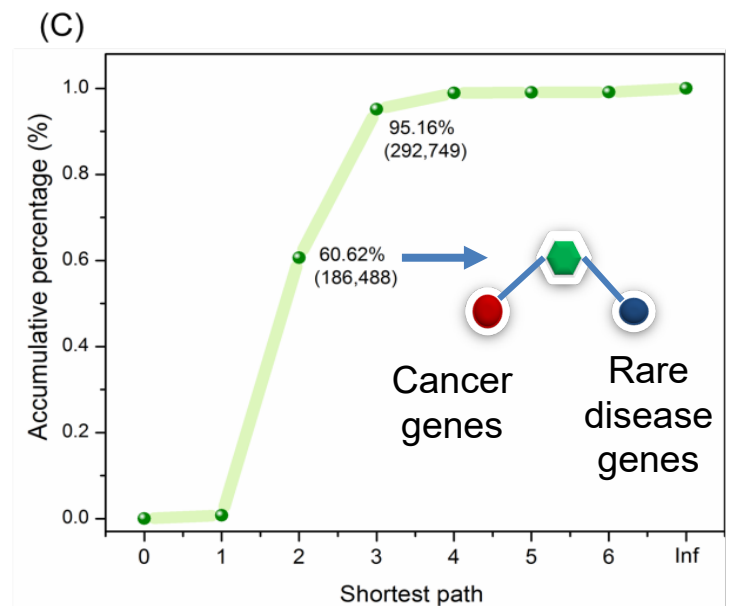 (C)
Accumulative percentage (%)
1.0
0.8
0.6
0.4
0.2
0.0
95.16%
(292,749)
60.62%
(186,488)
Cancer
genes
Rare
disease
genes
0 1 2 3 4 5 6 Inf
Shortest path